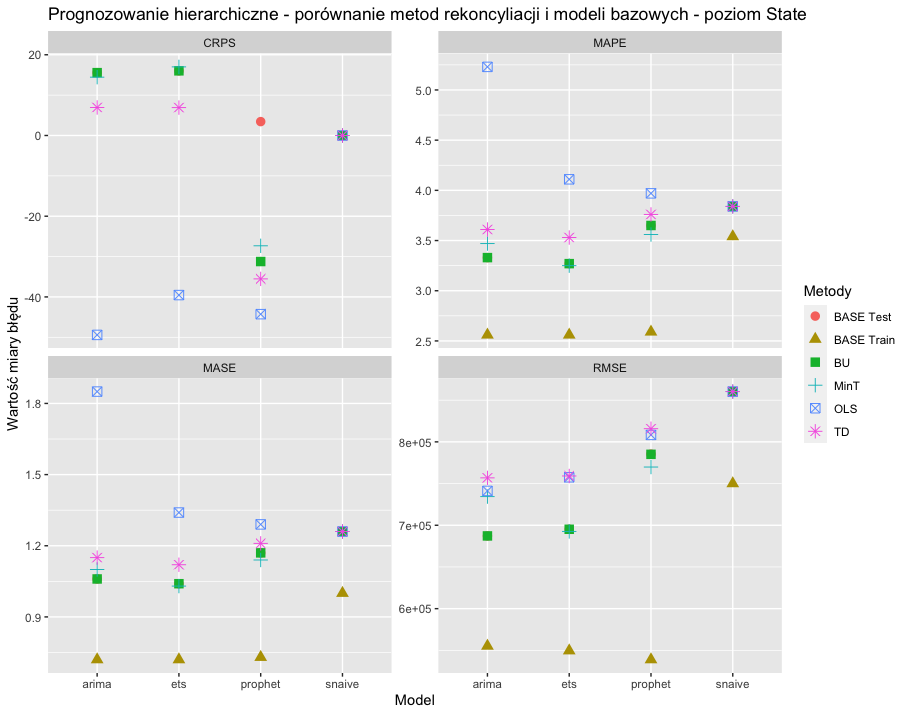 Prognozowanie hierarchiczne - porównanie metod rekoncyliacji i modeli bazowych - poziom State
CRPS
MAPE
20
0
-20
-40
5.0
4.5
4.0
3.5
3.0
2.5
Wartość miary błędu
MASE
RMSE
1.8
1.5
1.2
0.9
8e+05
7e+05
6e+05
arima
ets
prophet
snaive
arima
ets
prophet
snaive
Model
Metody
BASE Test
BASE Train
BU
MinT
OLS
TD